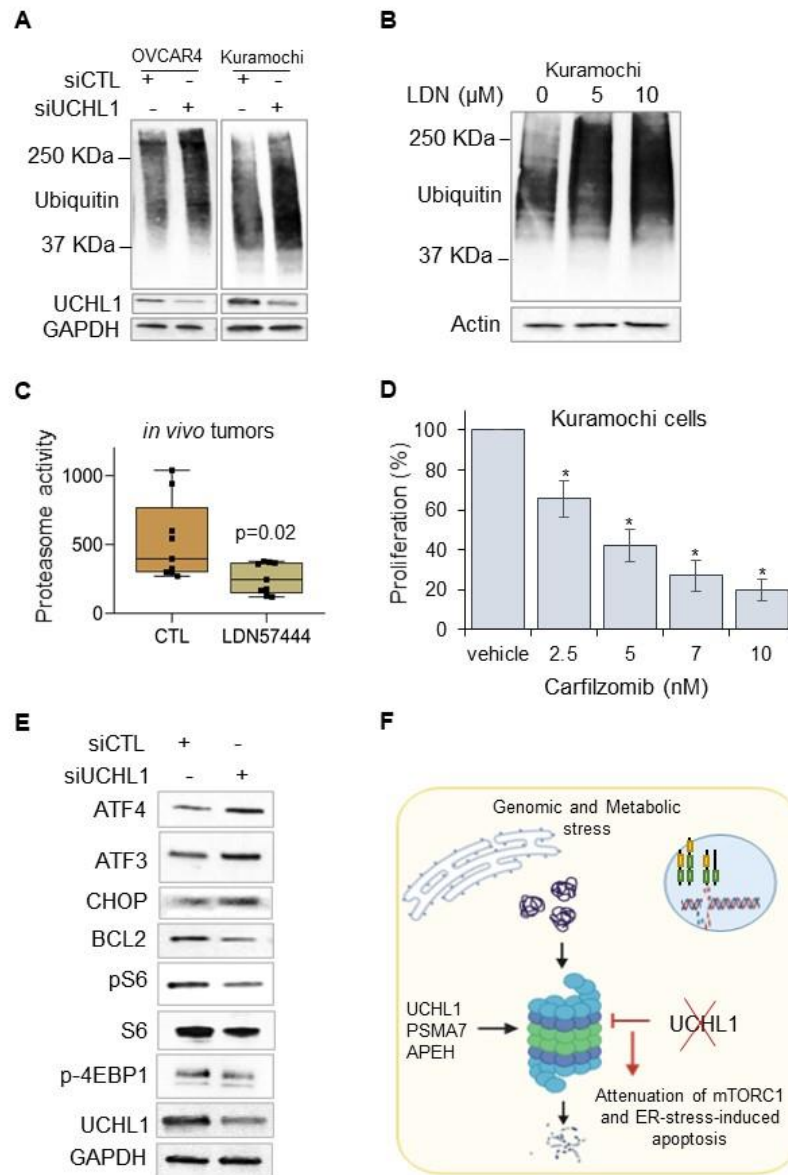 A
OVCAR4 Kuramochi
siCTL + - + -
siUCHL1 - + - +
250 KDa
Ubiquitin
37 KDa
UCHL1
GAPDH
B
Kuramochi
LDN (µM) 0 5 10
250 KDa
Ubiquitin
37 KDa
Actin
C
in vivo tumors
Proteasome activity
1000
500
0
p=0.02
CTL LDN57444
D
Kuramochi cells
Proliferation (%)
100
80
60
40
20
0
* * * *
vehicle 2.5 5 7 10
Carfilzomib (nM)
E
siCTL + -
siUCHL1 - +
ATF4
ATF3
CHOP
BCL2
pS6
S6
p-4EBP1
UCHL1
GAPDH
F
Genomic and Metabolic
stress
UCHL1
PSMA7
APEH
UCHL1
Attenuation of mTORC1
and ER-stress-induced
apoptosis